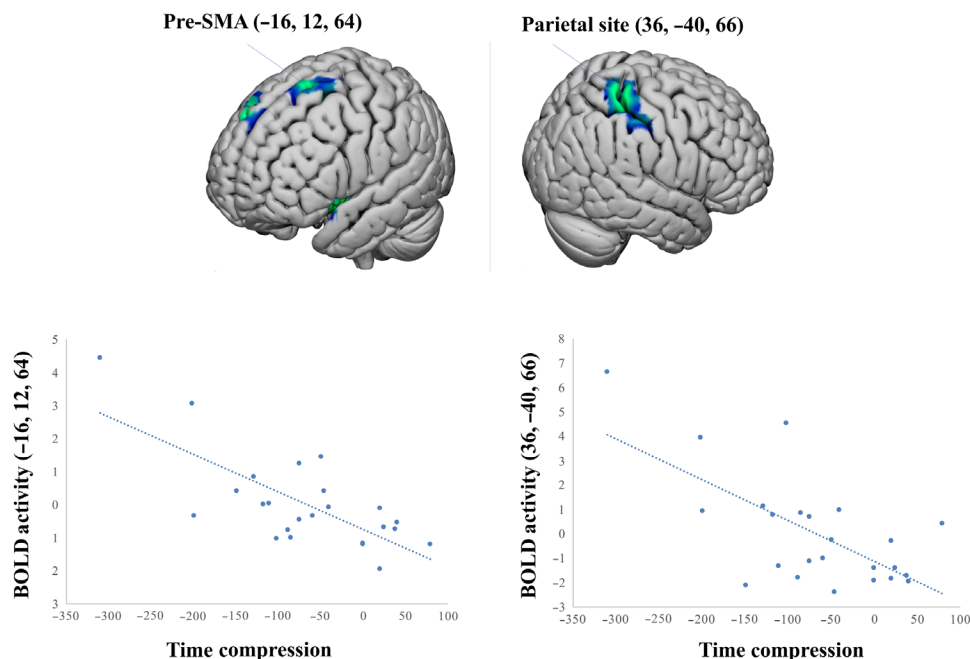 Pre-SMA (−16, 12, 64)
Parietal site (36, −40, 66)
BOLD activity (−16, 12, 64)
5
4
3
2
1
0
1
2
3
−350 −300 −250 −200 −150 −100 −50 0 50 100
Time compression
BOLD activity (36, −40, 66)
8
7
6
5
4
3
2
1
0
−1
−2
−3
−350 −300 −250 −200 −150 −100 −50 0 50 100
Time compression